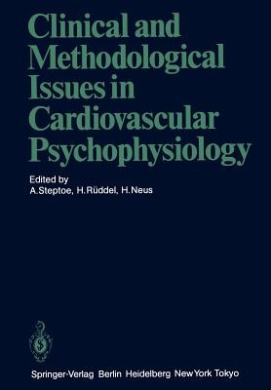 Clinical and
Methodological
Issues in
Cardiovascular
Psychophysiology
Edited by
A.Steptoe, H.Rüddel, H.Neus
Springer-Verlag Berlin Heidelberg New York Tokyo